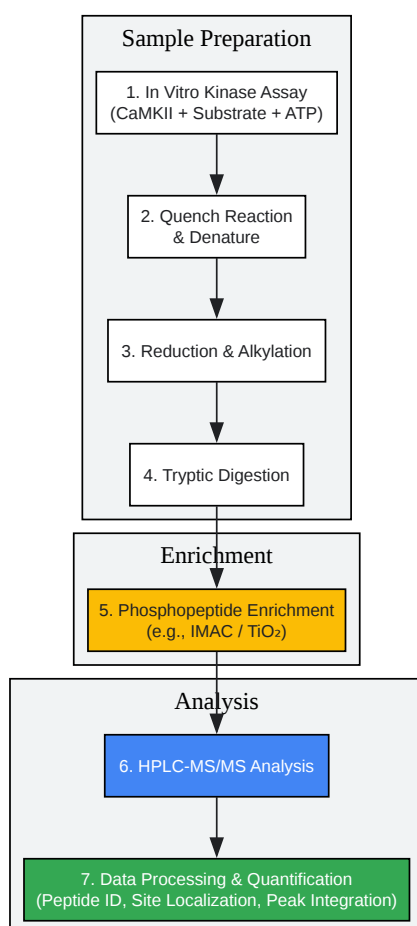 Sample Preparation
1. In Vitro Kinase Assay
(CaMKII + Substrate + ATP)
2. Quench Reaction
& Denature
3. Reduction & Alkylation
4. Tryptic Digestion
Enrichment
5. Phosphopeptide Enrichment
(e.g., IMAC / TiO₂)
Analysis
6. HPLC-MS/MS Analysis
7. Data Processing & Quantification
(Peptide ID, Site Localization, Peak Integration)